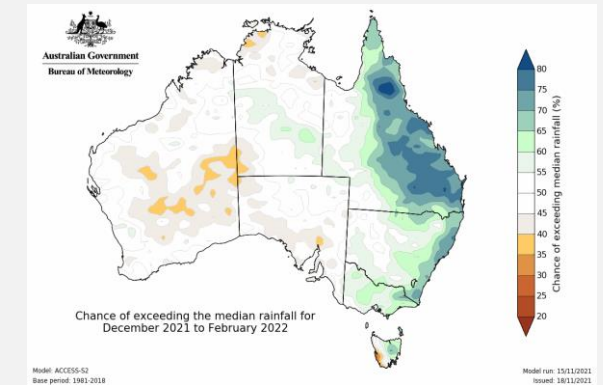 Australian Government
Bureau of Meteorology
80
75
70
65
60
55
50
45
40
35
30
25
20
Chance of exceeding median rainfall (%)
Chance of exceeding the median rainfall for
December 2021 to February 2022
Model: ACCESS-S2
Base period: 1981-2018
Model run: 15/11/2021
Issued: 18/11/2021